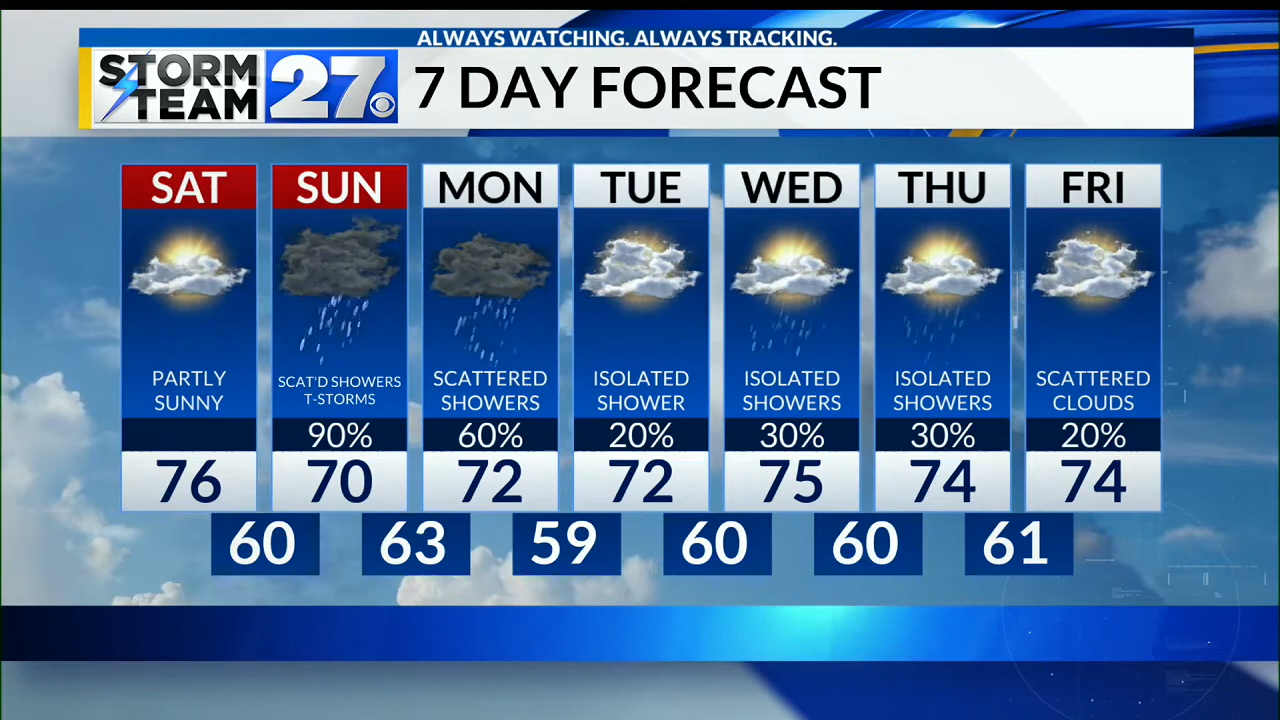 ALWAYS WATCHING. ALWAYS TRACKING.
STORM
TEAM
27
7 DAY FORECAST
SAT SUN MON TUE WED THU FRI
PARTLY
SUNNY
SCAT'D SHOWERS
T-STORMS
SCATTERED
SHOWERS
ISOLATED
SHOWER
ISOLATED
SHOWERS
ISOLATED
SHOWERS
SCATTERED
CLOUDS
90% 60% 20% 30% 30% 20%
76 70 72 72 75 74 74
60 63 59 60 60 61